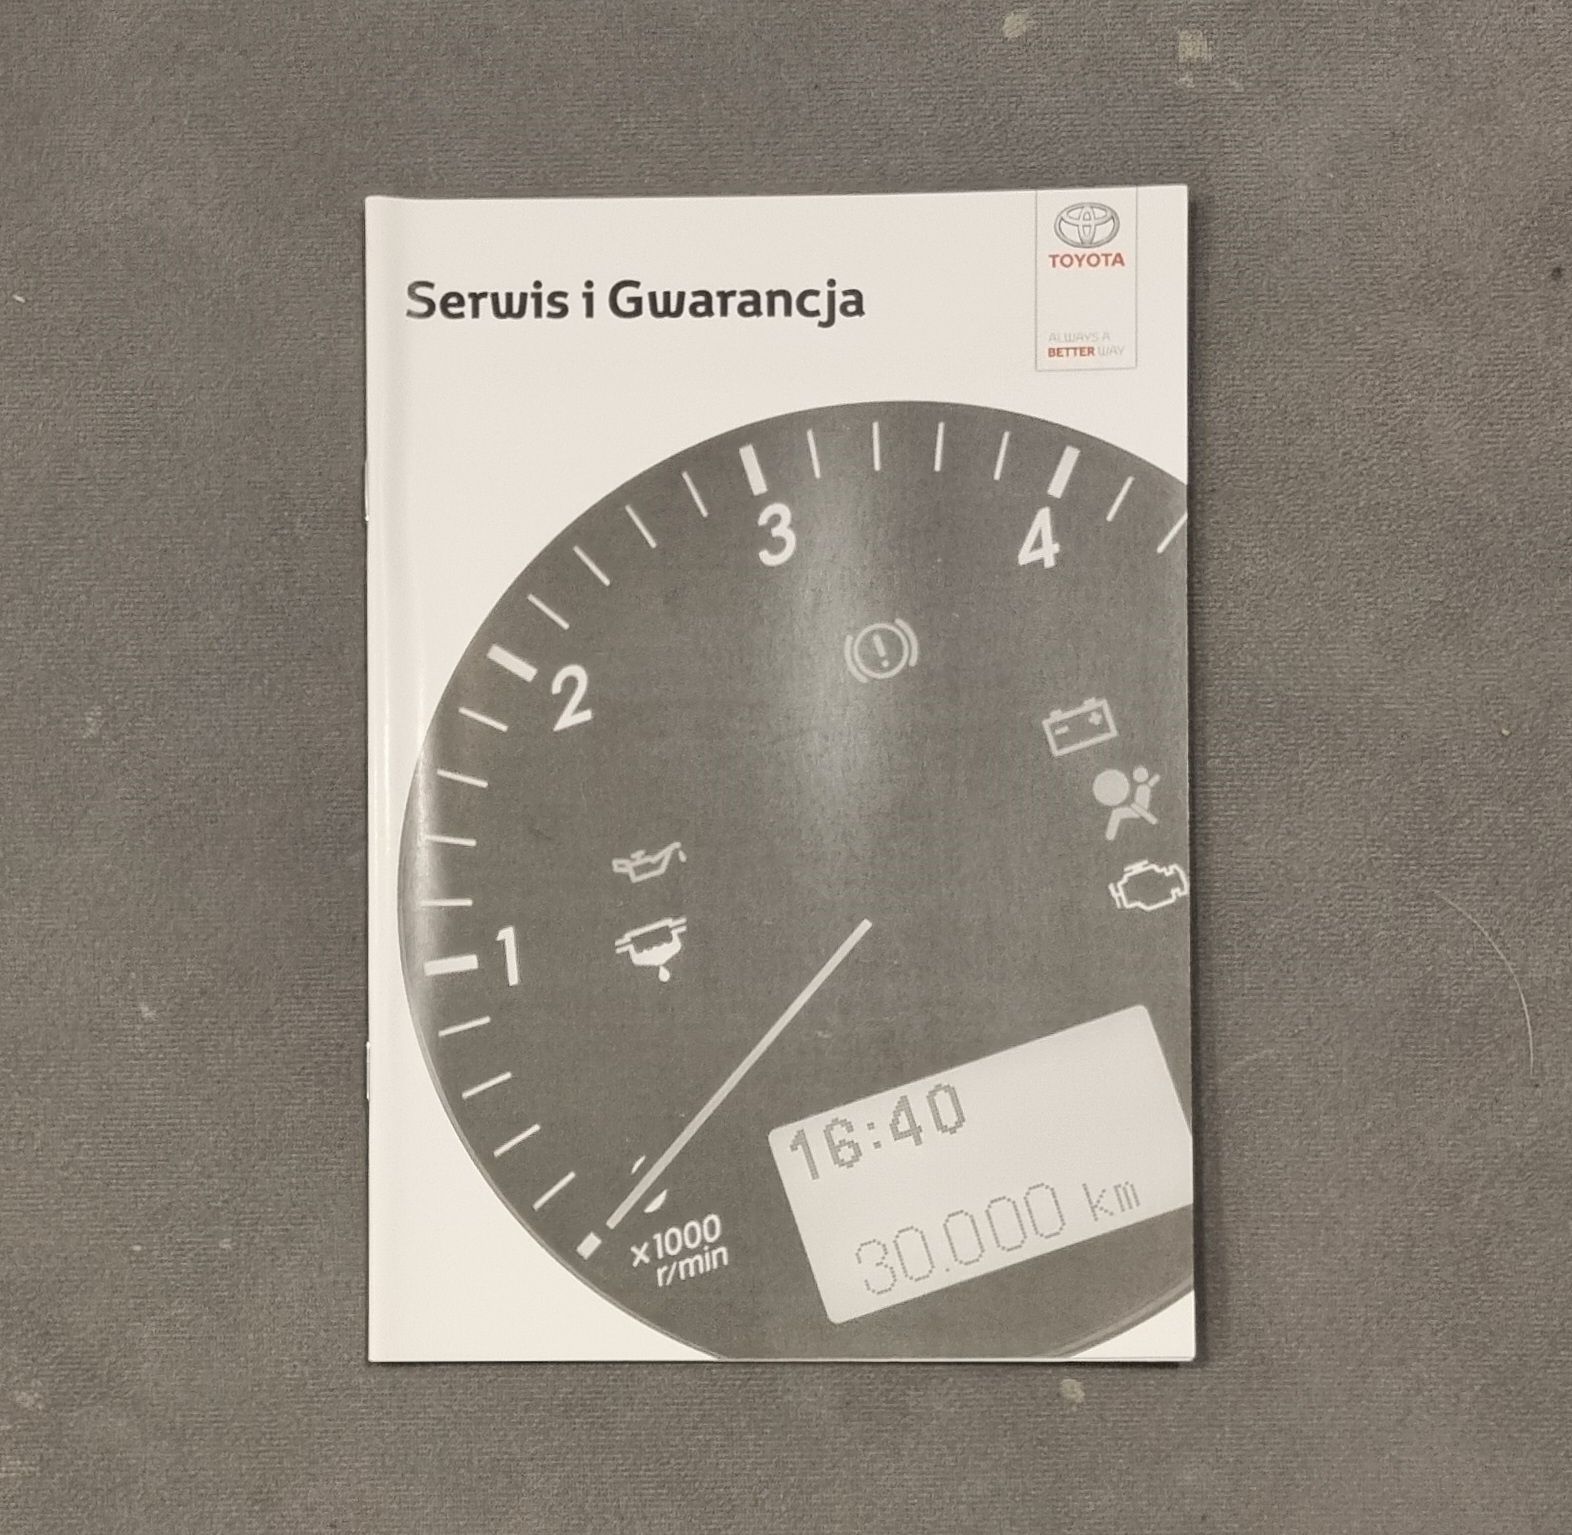 TOYOTA
Serwis i Gwarancja
ALWAYS A
BETTER WAY
3
4
2
1
16:40
30.000 km
x1000
r/min